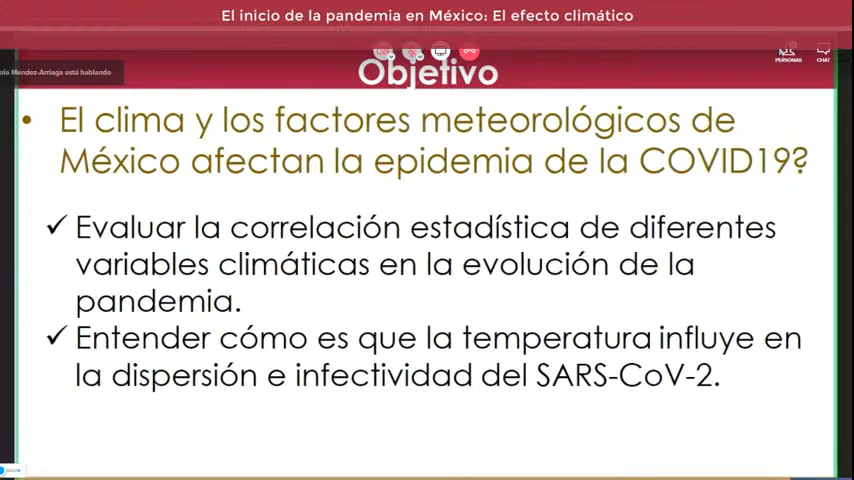 El inicio de la pandemia en México: El efecto climático
PERSONAS
CHAT
ola Mendez-Arriaga está hablando
Objetivo
• El clima y los factores meteorológicos de
México afectan la epidemia de la COVID19?
✓ Evaluar la correlación estadística de diferentes
variables climáticas en la evolución de la
pandemia.
✓ Entender cómo es que la temperatura influye en
la dispersión e infectividad del SARS-CoV-2.